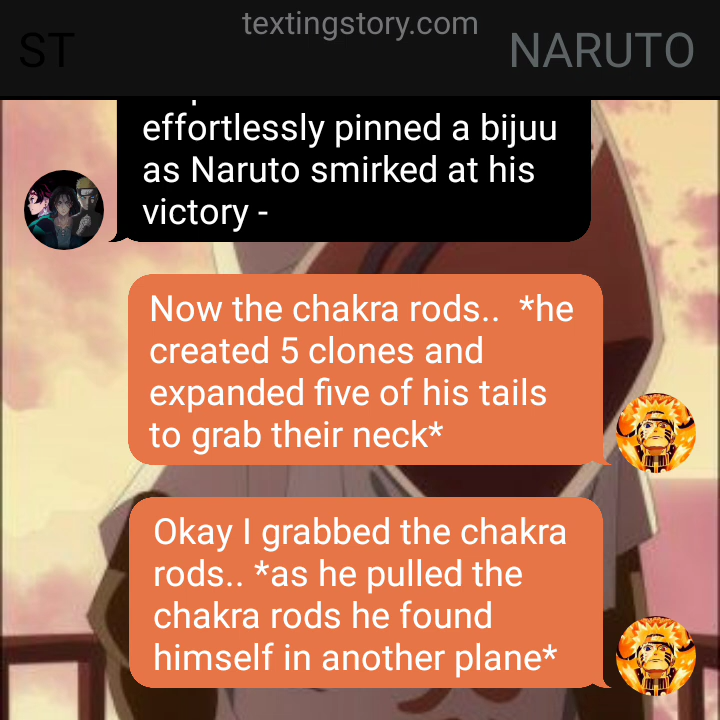 textingstory.com
ST
NARUTO
effortlessly pinned a bijuu
as Naruto smirked at his
victory -
Now the chakra rods..  *he
created 5 clones and
expanded five of his tails
to grab their neck*
Okay I grabbed the chakra
rods.. *as he pulled the
chakra rods he found
himself in another plane*